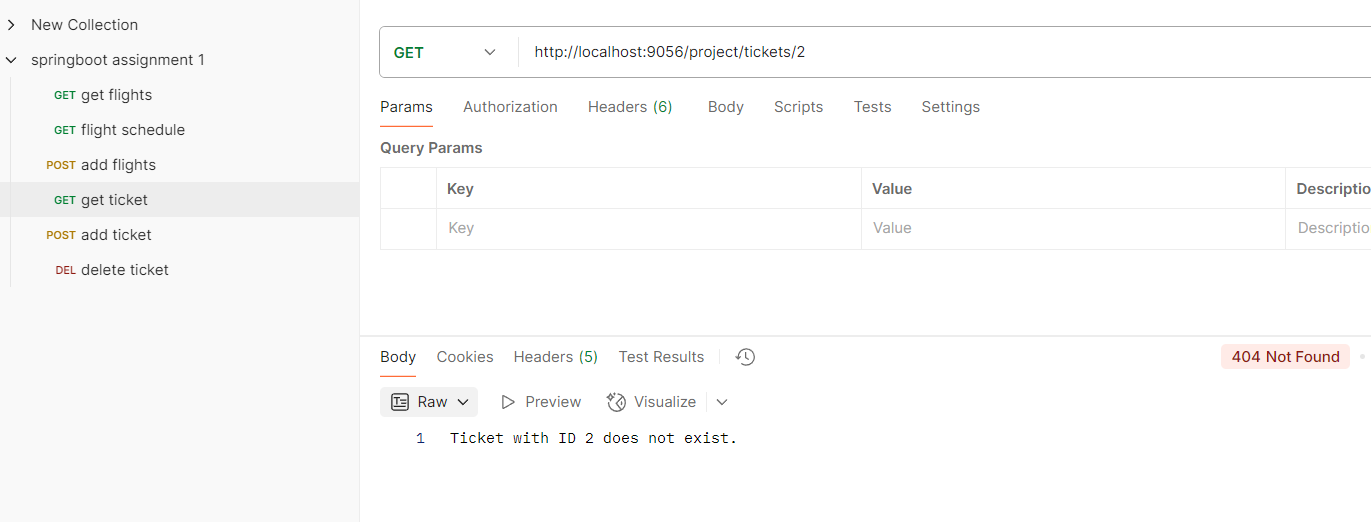 New Collection
springboot assignment 1
GET get flights
GET flight schedule
POST add flights
GET get ticket
POST add ticket
DEL delete ticket
GET http://localhost:9056/project/tickets/2
Params Authorization Headers (6) Body Scripts Tests Settings
Query Params
Key Value Descriptio
Key Value Descriptio
Body Cookies Headers (5) Test Results 404 Not Found
Raw Preview Visualize
1 Ticket with ID 2 does not exist.